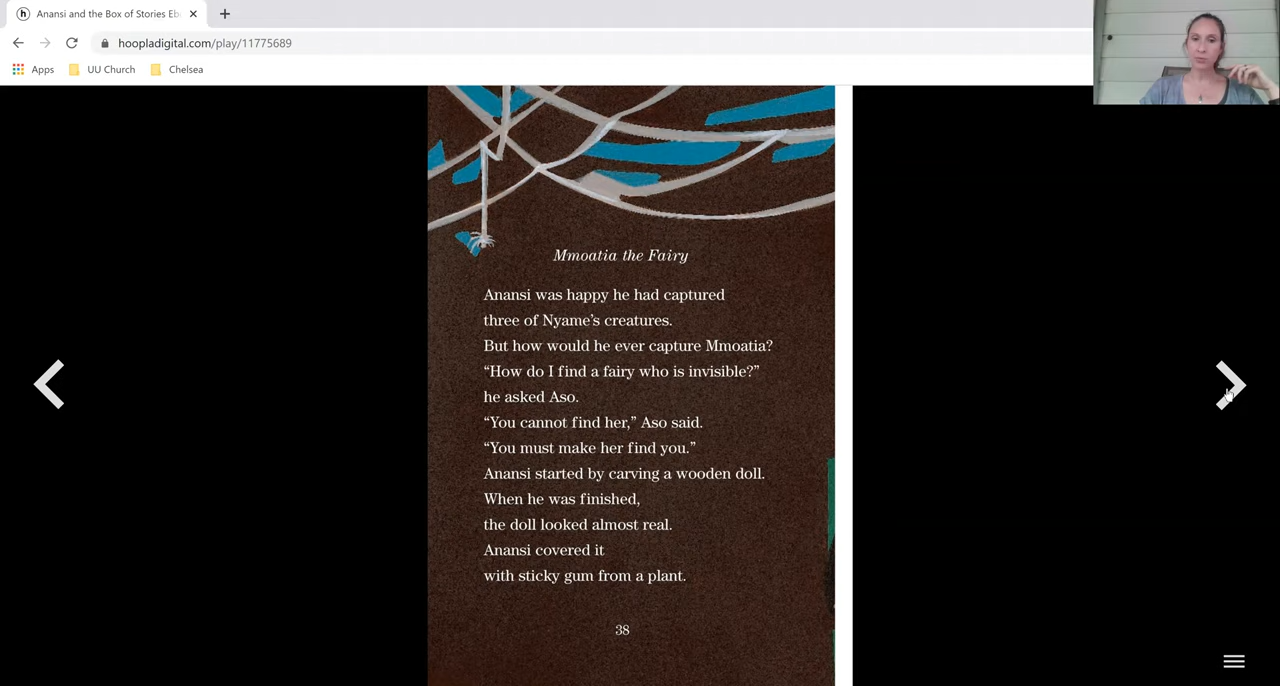 Anansi and the Box of Stories Eb
hoopladigital.com/play/11775689
Apps
UU Church
Chelsea
Mmoatia the Fairy
Anansi was happy he had captured
three of Nyame's creatures.
But how would he ever capture Mmoatia?
“How do I find a fairy who is invisible?”
he asked Aso.
“You cannot find her,” Aso said.
“You must make her find you.”
Anansi started by carving a wooden doll.
When he was finished,
the doll looked almost real.
Anansi covered it
with sticky gum from a plant.
38